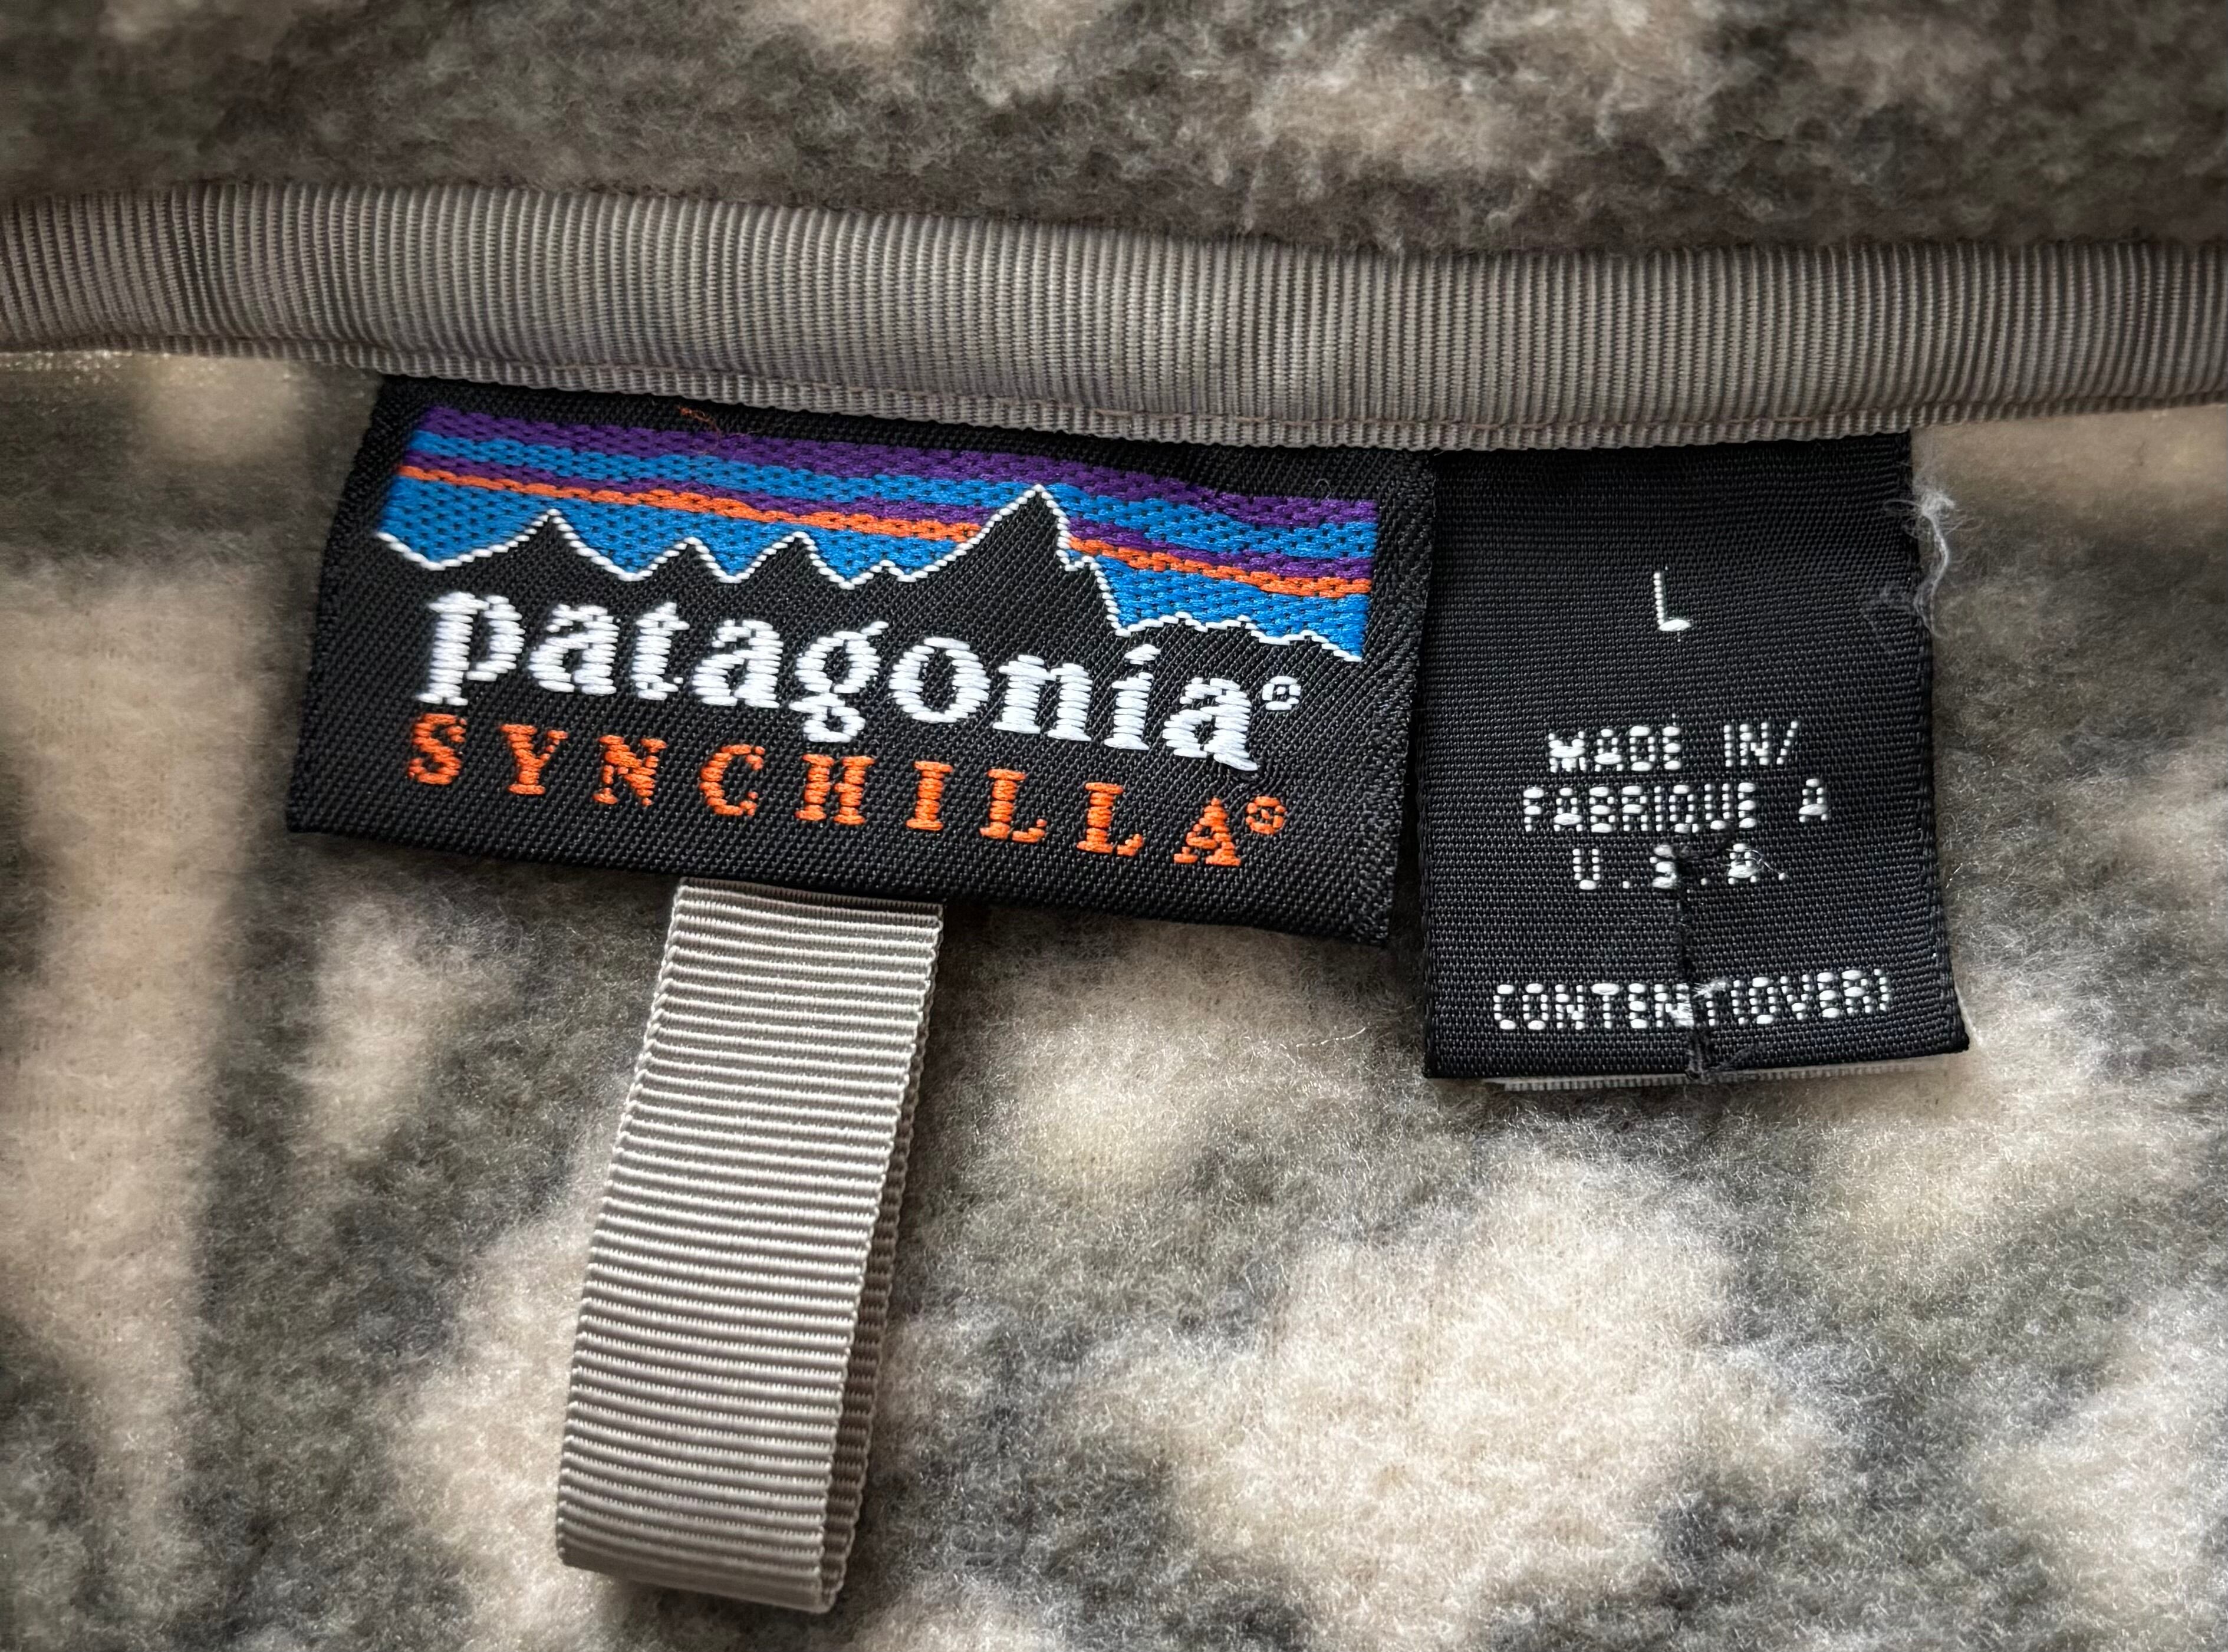 patagonia®
SYNCHILLA®
L
MADE IN/
FABRIQUE A
U.S.A.
CONTENT(OVER)